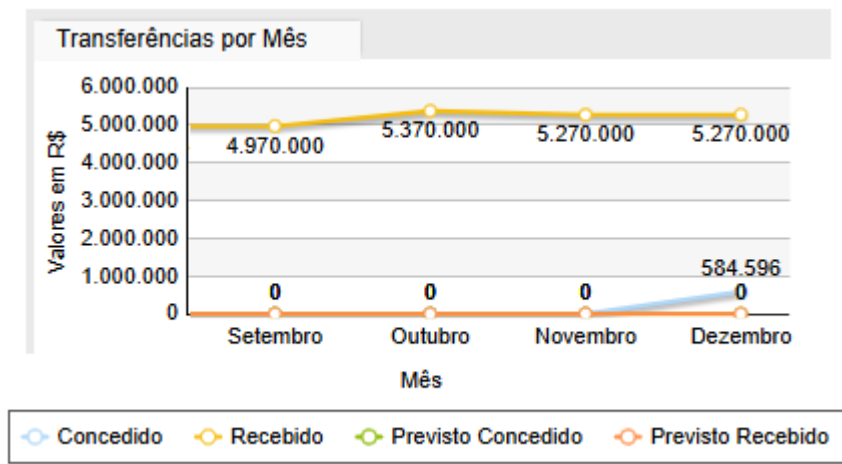 Transferências por Mês
6.000.000
5.000.000
4.000.000
3.000.000
2.000.000
1.000.000
0
Valores em R$
4.970.000
5.370.000
5.270.000
5.270.000
584.596
0
0
0
0
Setembro
Outubro
Novembro
Dezembro
Mês
Concedido
Recebido
Previsto Concedido
Previsto Recebido